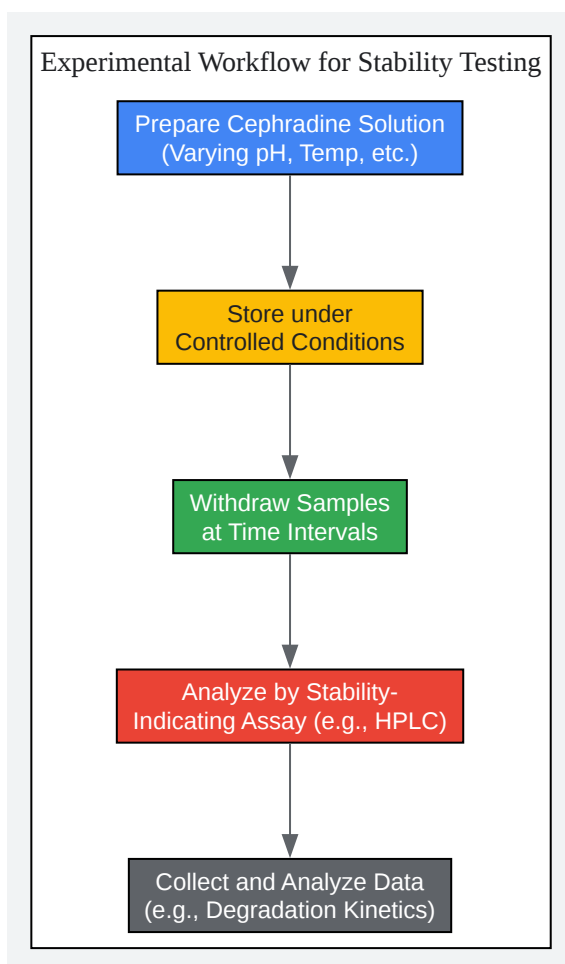 Experimental Workflow for Stability Testing
Prepare Cephradine Solution
(Varying pH, Temp, etc.)
Store under
Controlled Conditions
Withdraw Samples
at Time Intervals
Analyze by Stability-
Indicating Assay (e.g., HPLC)
Collect and Analyze Data
(e.g., Degradation Kinetics)